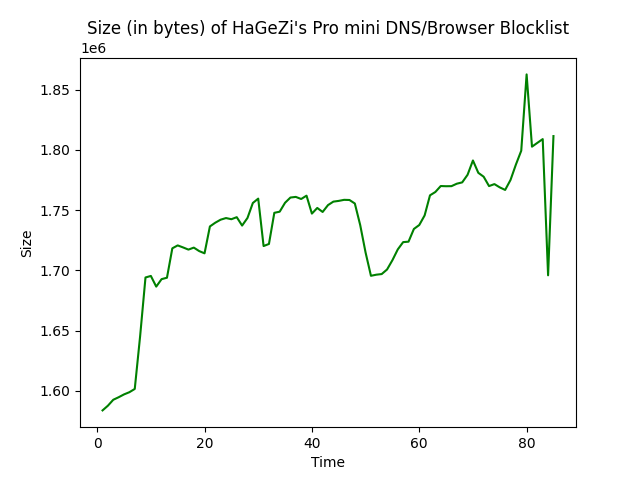 Size (in bytes) of HaGeZi's Pro mini DNS/Browser Blocklist
1e6
1.85
1.80
1.75
1.70
1.65
1.60
Size
0 20 40 60 80
Time